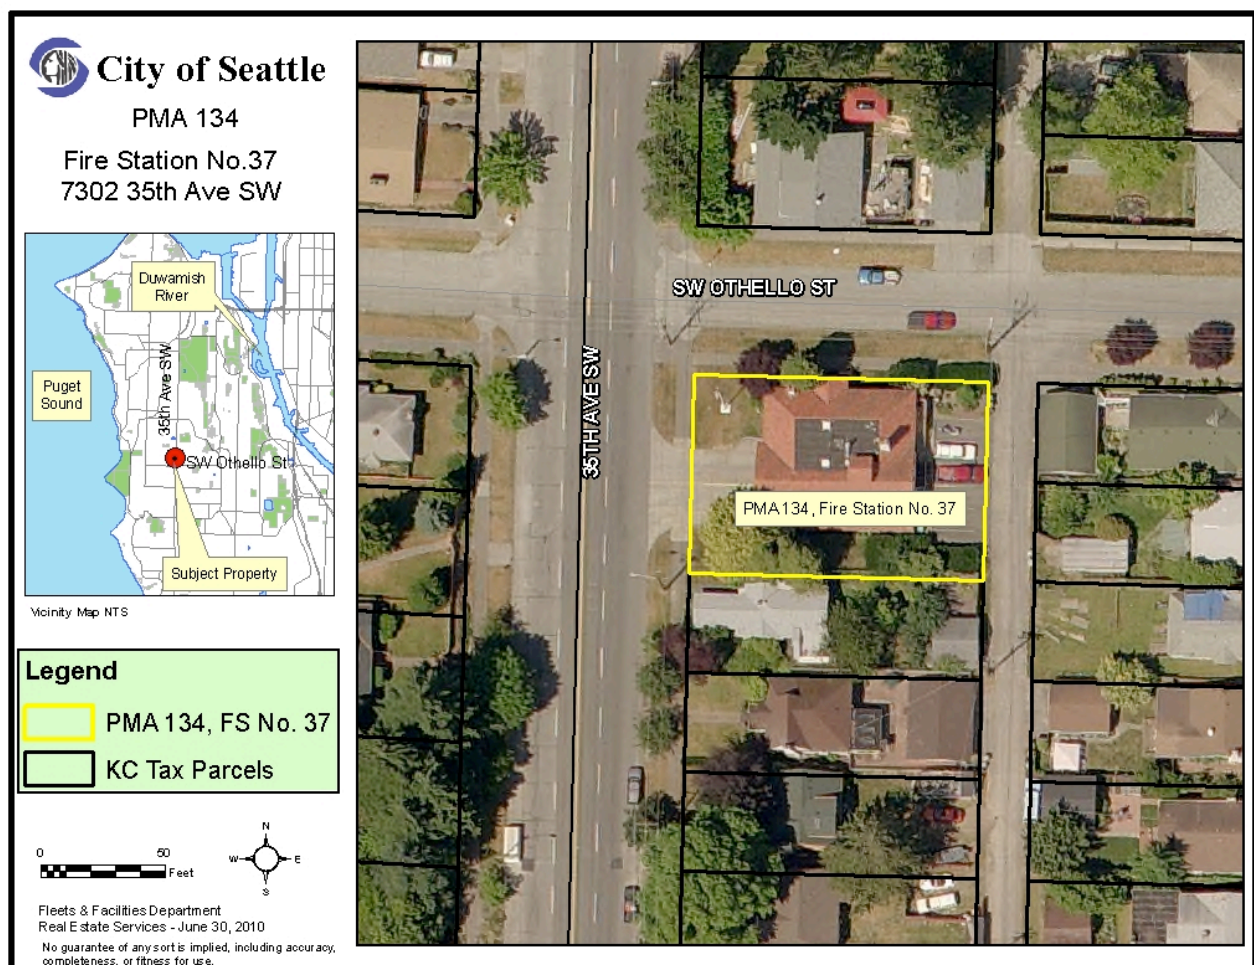 City of Seattle
PMA 134
Fire Station No.37
7302 35th Ave SW
Duwamish
River
Puget
Sound
35th Ave SW
SW Othello St
Subject Property
Vicinity Map NTS
Legend
PMA 134, FS No. 37
KC Tax Parcels
0 50
Feet
N
W E
S
Fleets & Facilities Department
Real Estate Services - June 30, 2010
No guarantee of any sort is implied, including accuracy,
completeness, or fitness for use.
SW OTHELLO ST
35TH AVE SW
PMA134, Fire Station No. 37